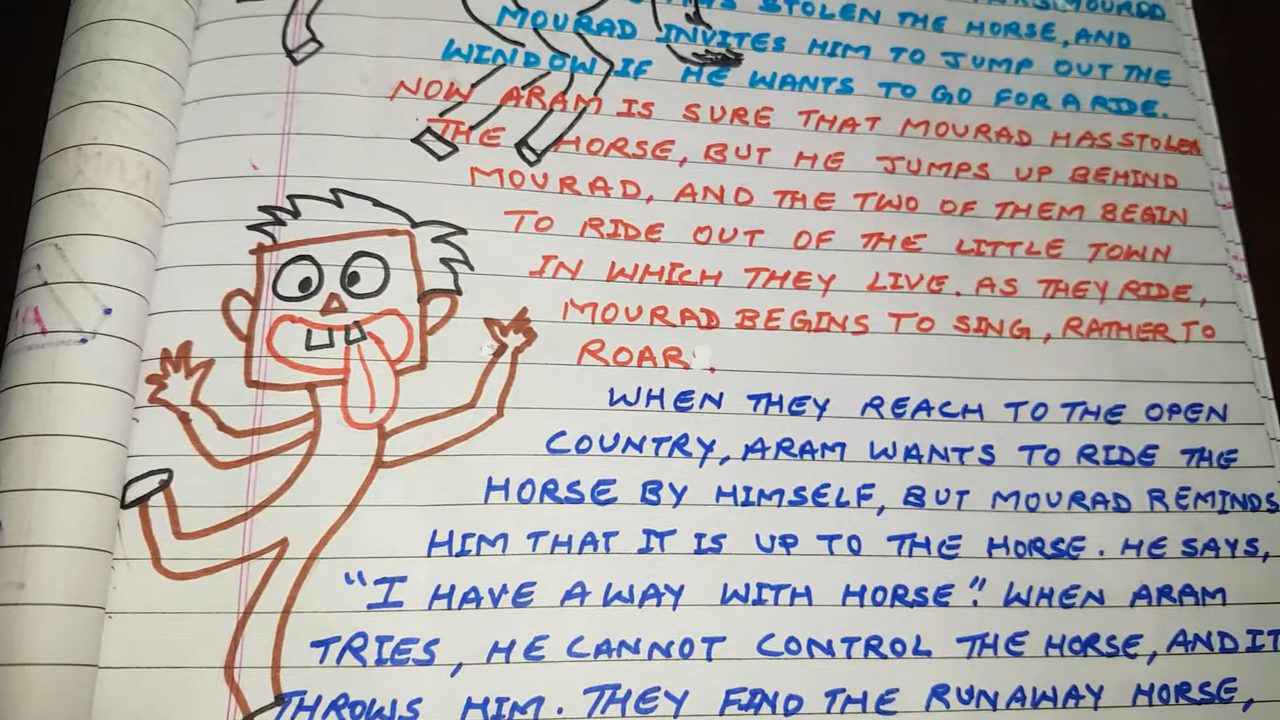 STOLEN THE HORSE, AND
MOURAD INVITES HIM TO JUMP OUT THE
WINDOW IF HE WANTS TO GO FOR A RIDE.
NOW ARAM IS SURE THAT MOURAD HAS STOLEN
THE HORSE, BUT HE JUMPS UP BEHIND
MOURAD, AND THE TWO OF THEM BEGIN
TO RIDE OUT OF THE LITTLE TOWN
IN WHICH THEY LIVE. AS THEY RIDE,
MOURAD BEGINS TO SING, RATHER TO
ROAR.
WHEN THEY REACH TO THE OPEN
COUNTRY, ARAM WANTS TO RIDE THE
HORSE BY HIMSELF, BUT MOURAD REMINDS
HIM THAT IT IS UP TO THE HORSE. HE SAYS,
"I HAVE A WAY WITH HORSE". WHEN ARAM
TRIES, HE CANNOT CONTROL THE HORSE, AND IT
THROWS HIM. THEY FIND THE RUNAWAY HORSE,